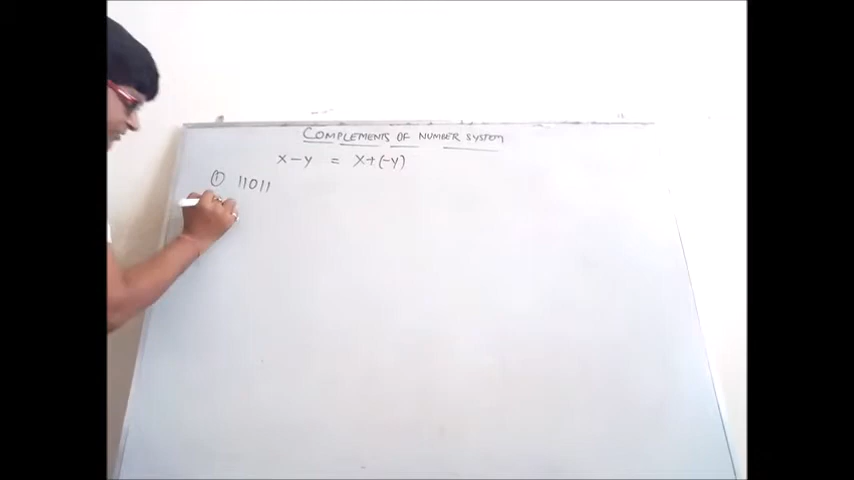 COMPLEMENTS OF NUMBER SYSTEM
X-Y = X+(-Y)
① 11011